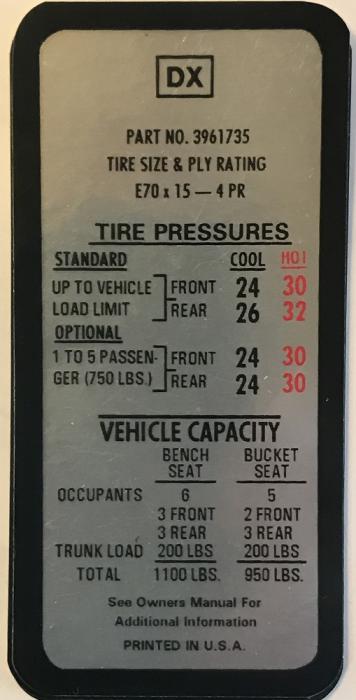 DX
PART NO. 3961735
TIRE SIZE & PLY RATING
E70 x 15 — 4 PR
TIRE PRESSURES
STANDARD COOL HOT
UP TO VEHICLE FRONT 24 30
LOAD LIMIT REAR 26 32
OPTIONAL
1 TO 5 PASSEN- FRONT 24 30
GER (750 LBS.) REAR 24 30
VEHICLE CAPACITY
BENCH BUCKET
SEAT SEAT
OCCUPANTS 6 5
3 FRONT 2 FRONT
3 REAR 3 REAR
TRUNK LOAD 200 LBS 200 LBS
TOTAL 1100 LBS. 950 LBS.
See Owners Manual For
Additional Information
PRINTED IN U.S.A.